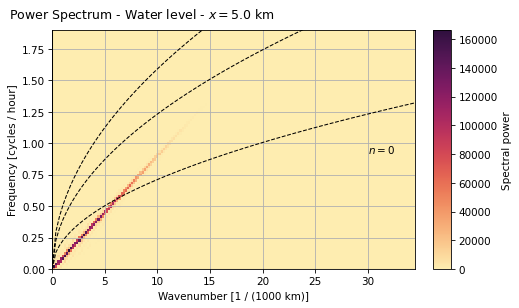 Power Spectrum - Water level - x = 5.0 km
Frequency [cycles / hour]
1.75
1.50
1.25
1.00
0.75
0.50
0.25
0.00
n = 0
0 5 10 15 20 25 30
Wavenumber [1 / (1000 km)]
160000
140000
120000
100000
80000
60000
40000
20000
0
Spectral power